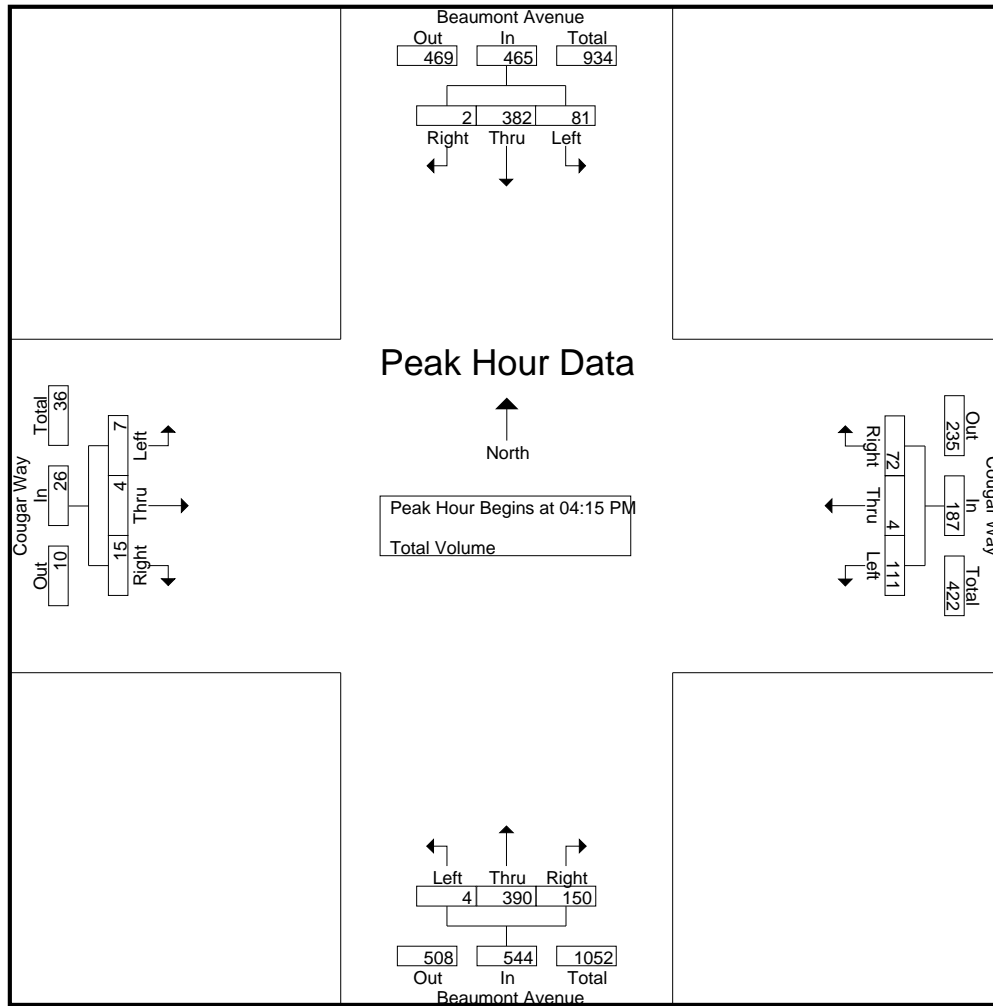 Beaumont Avenue
Out In Total
469 465 934
2 382 81
Right Thru Left
Peak Hour Data
North
Peak Hour Begins at 04:15 PM
Total Volume
Cougar Way
Total In Out
36 26 10
7 4 15
Left Thru Right
Right Thru Left
72 4 111
235 187 422
Out In Total
Cougar Way
Left Thru Right
4 390 150
508 544 1052
Out In Total
Beaumont Avenue